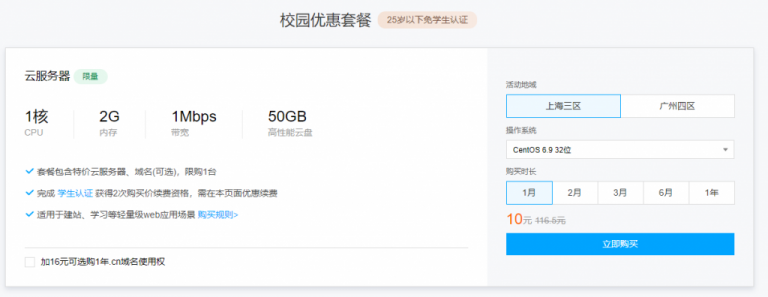 校园优惠套餐 25岁以下免学生认证
云服务器 限量
1核 2G 1Mbps 50GB
CPU 内存 带宽 高性能云盘
套餐包含特价云服务器、域名(可选)，限购1台
完成 学生认证 获得2次购买价续费资格，需在本页面优惠续费
适用于建站、学习等轻量级web应用场景 购买规则>
加16元可选购1年.cn域名使用权
活动地域
上海三区 广州四区
操作系统
CentOS 6.9 32位
购买时长
1月 2月 3月 6月 1年
10元 116.5元
立即购买